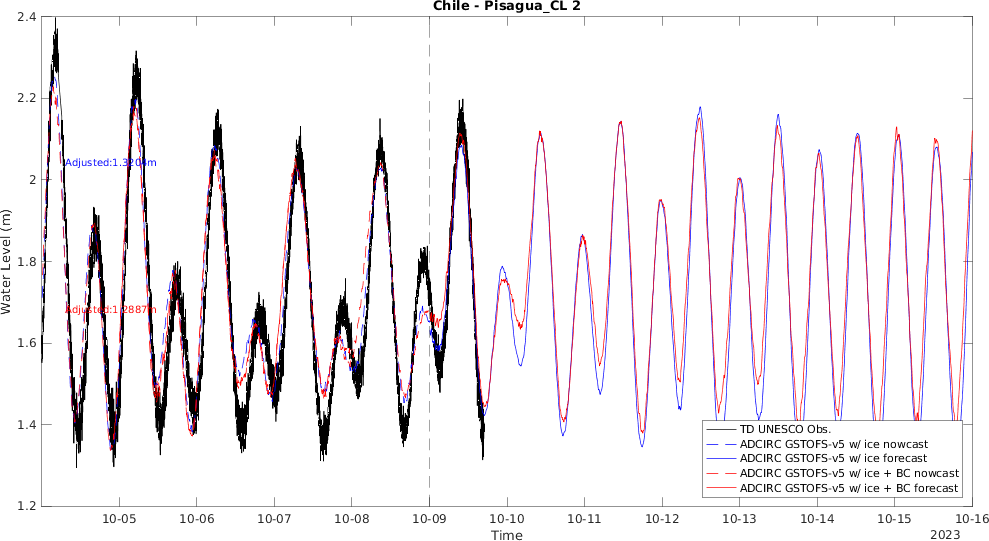 Chile - Pisagua_CL 2
2.4
2.2
2
1.8
1.6
1.4
1.2
Water Level (m)
Adjusted:1.3204m
Adjusted:1.2887m
TD UNESCO Obs.
ADCIRC GSTOFS-v5 w/ ice nowcast
ADCIRC GSTOFS-v5 w/ ice forecast
ADCIRC GSTOFS-v5 w/ ice + BC nowcast
ADCIRC GSTOFS-v5 w/ ice + BC forecast
10-05 10-06 10-07 10-08 10-09 10-10 10-11 10-12 10-13 10-14 10-15 10-16
Time
2023